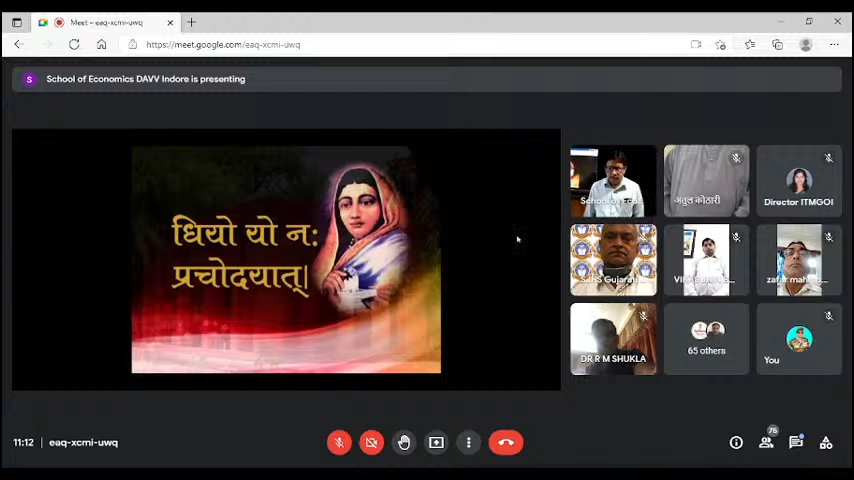 Meet – eaq-xcmi-uwq
https://meet.google.com/eaq-xcmi-uwq
S School of Economics DAVV Indore is presenting
धियो यो नः
प्रचोदयात्।
अतुल कोठारी
Director ITMGOI
DR R M SHUKLA
65 others
You
11:12 | eaq-xcmi-uwq
75